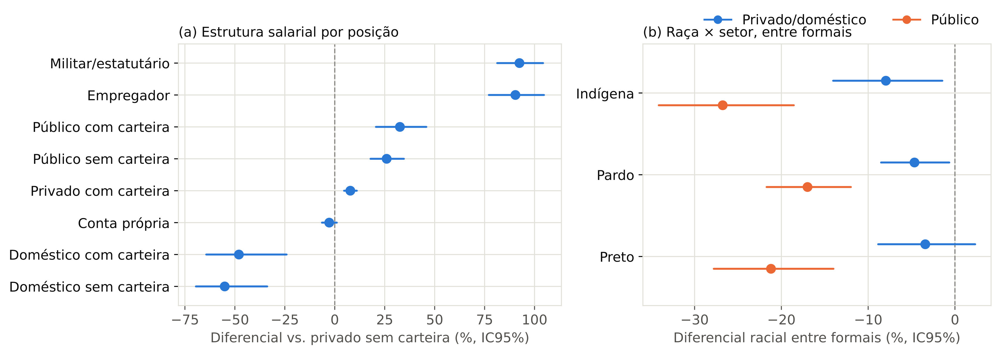 (a) Estrutura salarial por posição
Militar/estatutário
Empregador
Público com carteira
Público sem carteira
Privado com carteira
Conta própria
Doméstico com carteira
Doméstico sem carteira
−75 −50 −25 0 25 50 75 100
Diferencial vs. privado sem carteira (%, IC95%)
Privado/doméstico Público
(b) Raça × setor, entre formais
Indígena
Pardo
Preto
−30 −20 −10 0
Diferencial racial entre formais (%, IC95%)